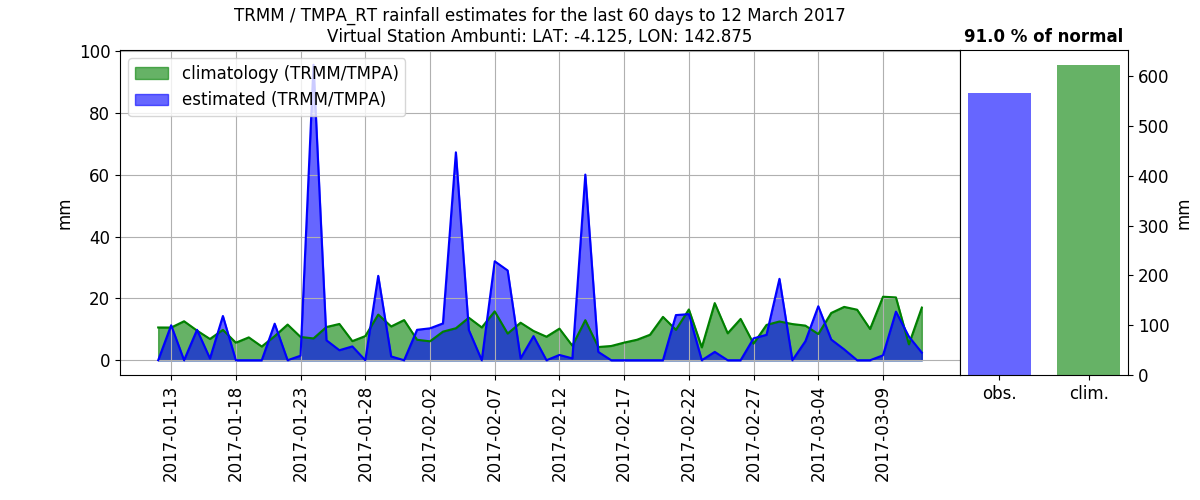 TRMM / TMPA_RT rainfall estimates for the last 60 days to 12 March 2017
Virtual Station Ambunti: LAT: -4.125, LON: 142.875
91.0 % of normal
climatology (TRMM/TMPA)
estimated (TRMM/TMPA)
100
80
60
40
20
0
mm
2017-01-13
2017-01-18
2017-01-23
2017-01-28
2017-02-02
2017-02-07
2017-02-12
2017-02-17
2017-02-22
2017-02-27
2017-03-04
2017-03-09
600
500
400
300
200
100
0
mm
obs.
clim.